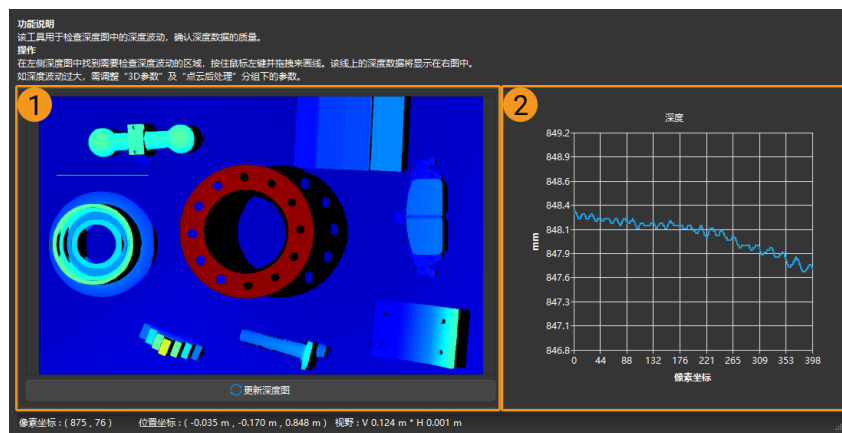 功能说明
该工具用于检查深度图中的深度波动，确认深度数据的质量。
操作
在左侧深度图中找到需要检查深度波动的区域，按住鼠标左键并拖拽来画线。该线上的深度数据将显示在右图中。
如深度波动过大，需调整 "3D参数" 及 "点云后处理" 分组下的参数。
1
2
深度
849.2
848.9
848.6
848.4
848.1
847.9
847.6
847.3
847.1
846.8
mm
0 44 88 132 176 221 265 309 353 398
像素坐标
更新深度图
像素坐标 : ( 875 , 76 ) 位置坐标 : ( -0.035 m , -0.170 m , 0.848 m ) 视野 : V 0.124 m * H 0.001 m